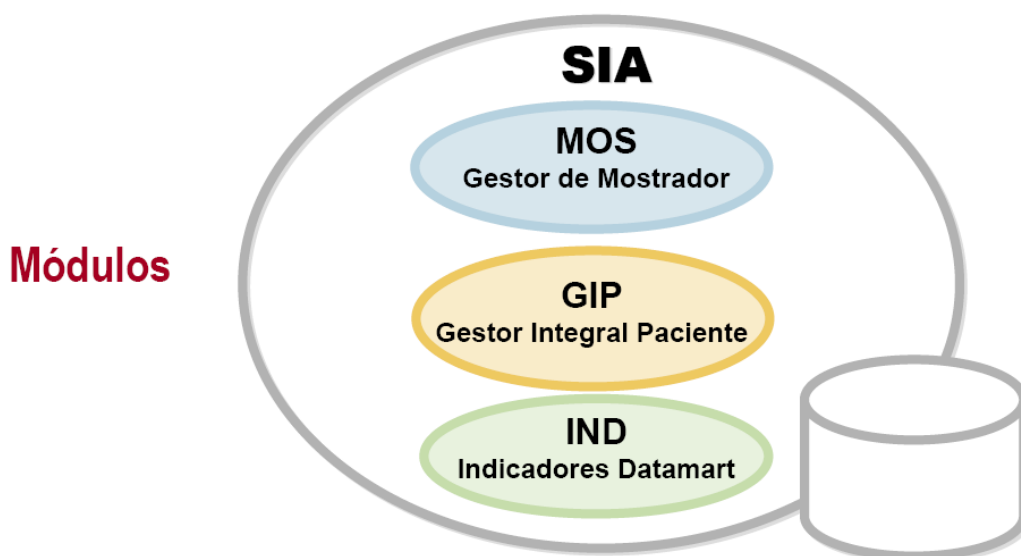 SIA
MOS
Gestor de Mostrador
Módulos
GIP
Gestor Integral Paciente
IND
Indicadores Datamart